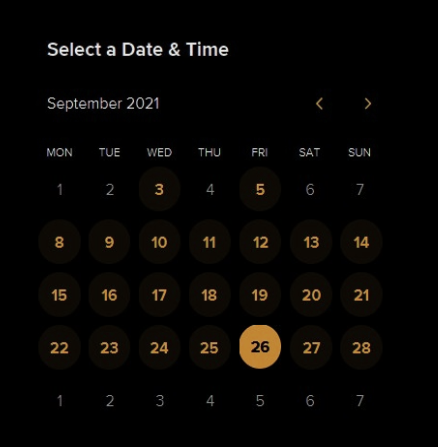 Select a Date & Time
September 2021
MON TUE WED THU FRI SAT SUN
1 2 3 4 5 6 7
8 9 10 11 12 13 14
15 16 17 18 19 20 21
22 23 24 25 26 27 28
1 2 3 4 5 6 7